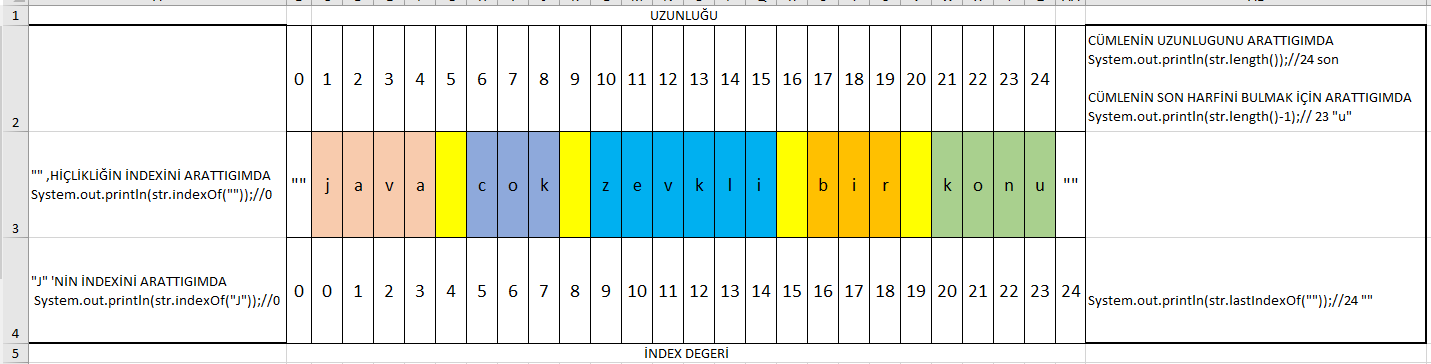 1 UZUNLUĞU
0 1 2 3 4 5 6 7 8 9 10 11 12 13 14 15 16 17 18 19 20 21 22 23 24
CÜMLENİN UZUNLUGUNU ARATTIGIMDA
System.out.println(str.length());//24 son
CÜMLENİN SON HARFİNİ BULMAK İÇİN ARATTIGIMDA
System.out.println(str.length()-1);// 23 "u"
2
"" ,HİÇLİKLİĞİN İNDEXİNİ ARATTIGIMDA
System.out.println(str.indexOf(""));//0
"" j a v a c o k z e v k l i b i r k o n u ""
3
"J" 'NİN İNDEXİNİ ARATTIGIMDA
System.out.println(str.indexOf("J"));//0
0 0 1 2 3 4 5 6 7 8 9 10 11 12 13 14 15 16 17 18 19 20 21 22 23 24
System.out.println(str.lastIndexOf(""));//24 ""
4
5 İNDEX DEGERİ